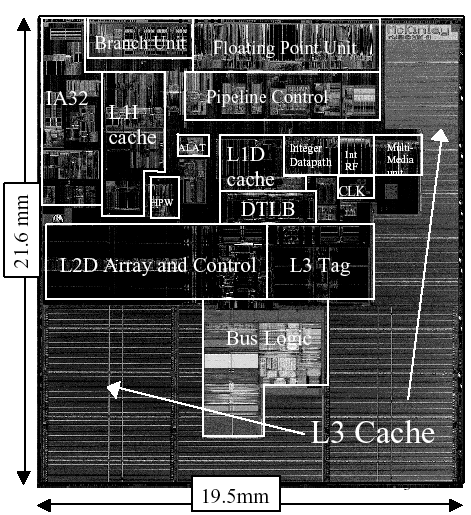 mckinley
Branch Unit
Floating Point Unit
IA32
L1I
cache
Pipeline Control
ALAT
L1D
cache
Integer
Datapath
Int
RF
Multi-
Media
unit
HPW
CLK
DTLB
L2D Array and Control
L3 Tag
Bus Logic
L3 Cache
21.6 mm
19.5mm